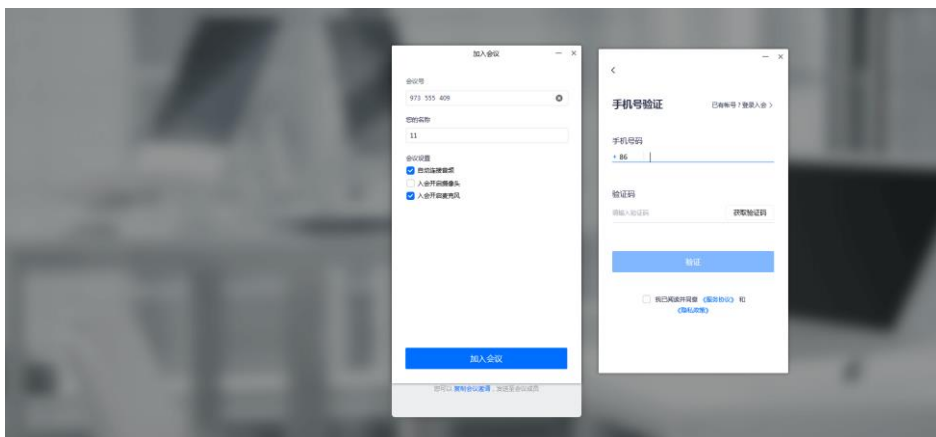 加入会议
会议号
973 555 409
您的名称
11
会议设置
自动连接音频
入会开启摄像头
入会开启麦克风
加入会议
您可以 复制会议邀请，发送至会议成员
手机号验证
已有帐号？登录入会 >
手机号码
+ 86
验证码
请输入验证码
获取验证码
验证
我已阅读并同意 《服务协议》 和
《隐私政策》